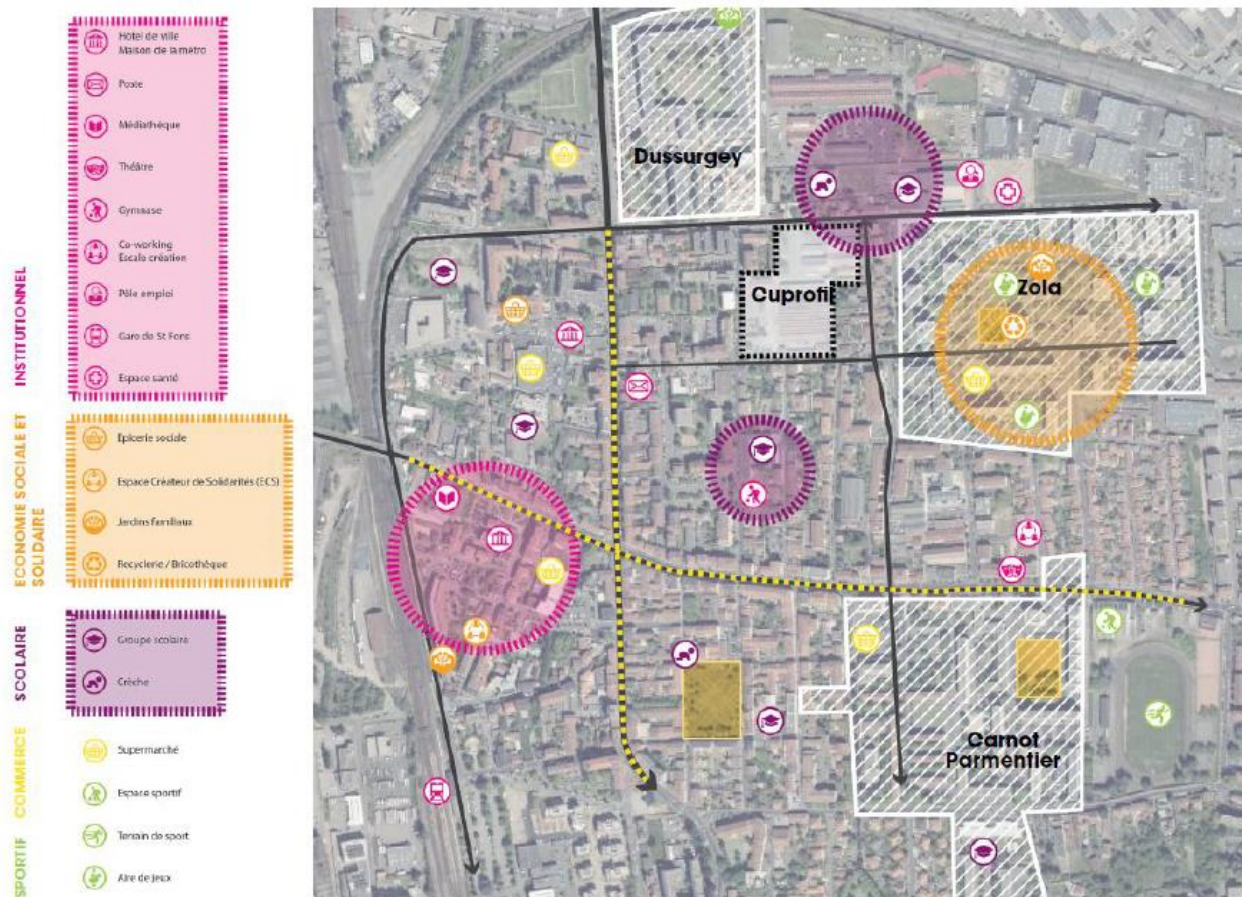 INSTITUTIONNEL
Hôtel de ville
Maison de la métro
Poste
Médiathèque
Théâtre
Gymnase
Co-working
Escale création
Pôle emploi
Gare de St Fons
Espace santé
ECONOMIE SOCIALE ET
SOLIDAIRE
Epicerie sociale
Espace Créateur de Solidarités (ECS)
Jardins familiaux
Recyclerie / Bricothèque
SCOLAIRE
Groupe scolaire
Crèche
COMMERCE
Supermarché
SPORTIF
Espace sportif
Terrain de sport
Aire de jeux
Dussurgey
Cuprofil
Zola
Carnot
Parmentier